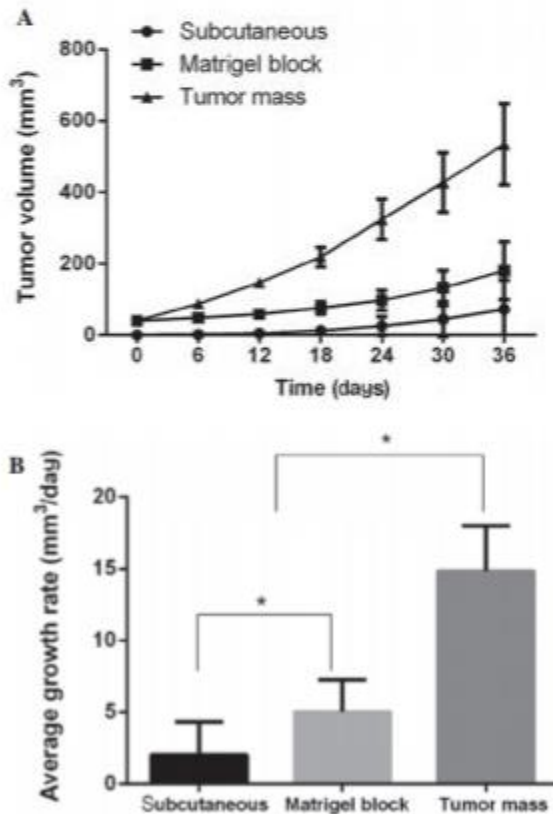 A
Subcutaneous
Matrigel block
Tumor mass
Tumor volume (mm³)
800
600
400
200
0
0 6 12 18 24 30 36
Time (days)
B
*
*
Average growth rate (mm³/day)
20
15
10
5
0
Subcutaneous Matrigel block Tumor mass